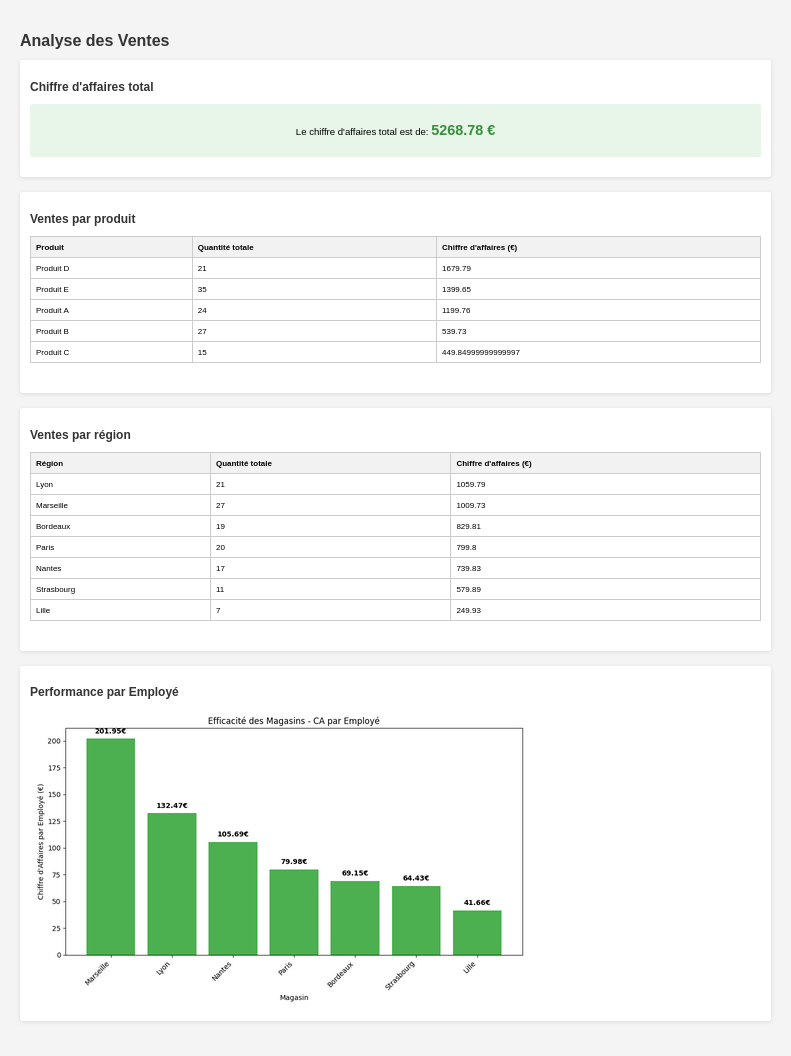 Analyse des Ventes
Chiffre d'affaires total
Le chiffre d'affaires total est de: 5268.78 €
Ventes par produit
Produit Quantité totale Chiffre d'affaires (€)
Produit D 21 1679.79
Produit E 35 1399.65
Produit A 24 1199.76
Produit B 27 539.73
Produit C 15 449.84999999999997
Ventes par région
Région Quantité totale Chiffre d'affaires (€)
Lyon 21 1059.79
Marseille 27 1009.73
Bordeaux 19 829.81
Paris 20 799.8
Nantes 17 739.83
Strasbourg 11 579.89
Lille 7 249.93
Performance par Employé
Efficacité des Magasins - CA par Employé
Chiffre d'Affaires par Employé (€)
200
175
150
125
100
75
50
25
0
201.95€
132.47€
105.69€
79.98€
69.15€
64.43€
41.66€
Marseille
Lyon
Nantes
Paris
Bordeaux
Strasbourg
Lille
Magasin